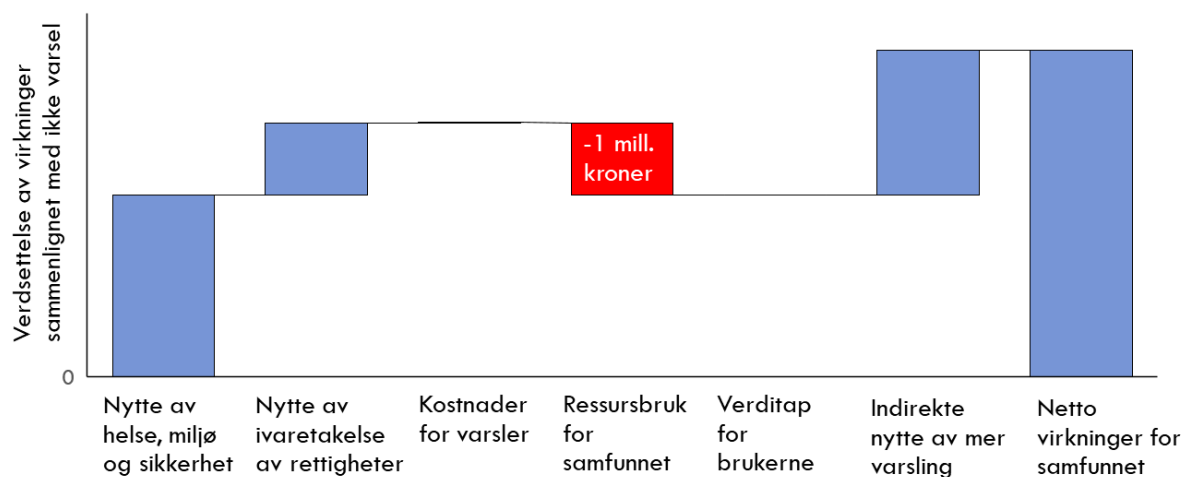 Verdsettelse av virkninger
sammenlignet med ikke varsel
-1 mill.
kroner
0
Nytte av
helse, miljø
og sikkerhet
Nytte av
ivaretakelse
av rettigheter
Kostnader
for varsler
Ressursbruk
for
samfunnet
Verditap
for
brukerne
Indirekte
nytte av mer
varsling
Netto
virkninger for
samfunnet